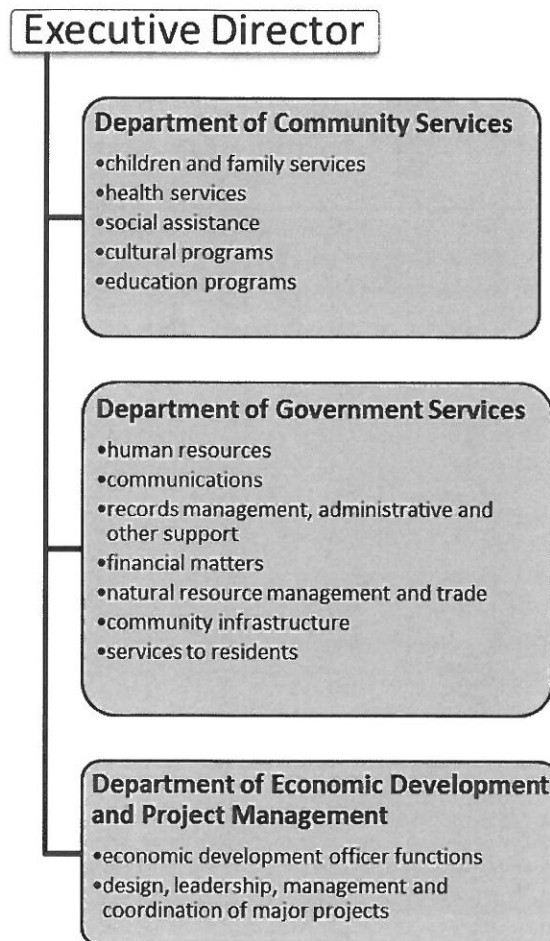 Executive Director
Department of Community Services
•children and family services
•health services
•social assistance
•cultural programs
•education programs
Department of Government Services
•human resources
•communications
•records management, administrative and
other support
•financial matters
•natural resource management and trade
•community infrastructure
•services to residents
Department of Economic Development
and Project Management
•economic development officer functions
•design, leadership, management and
coordination of major projects